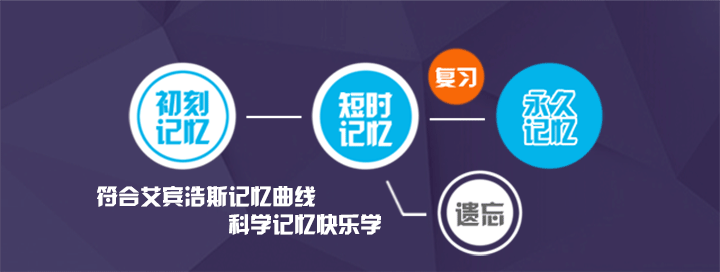 初刻
记忆
短时
记忆
复习
永久
记忆
遗忘
符合艾宾浩斯记忆曲线
科学记忆快乐学